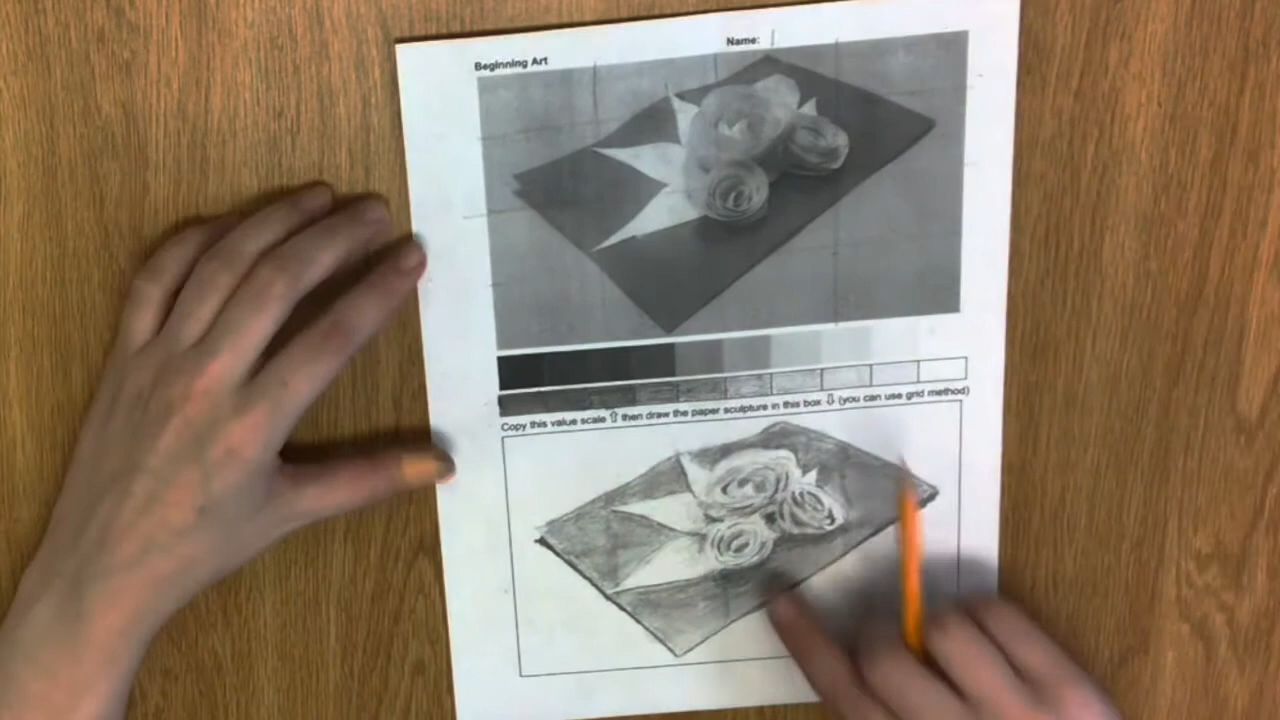 Beginning Art
Name:
Copy this value scale ⇧ then draw the paper sculpture in this box ⇩ (you can use grid method)